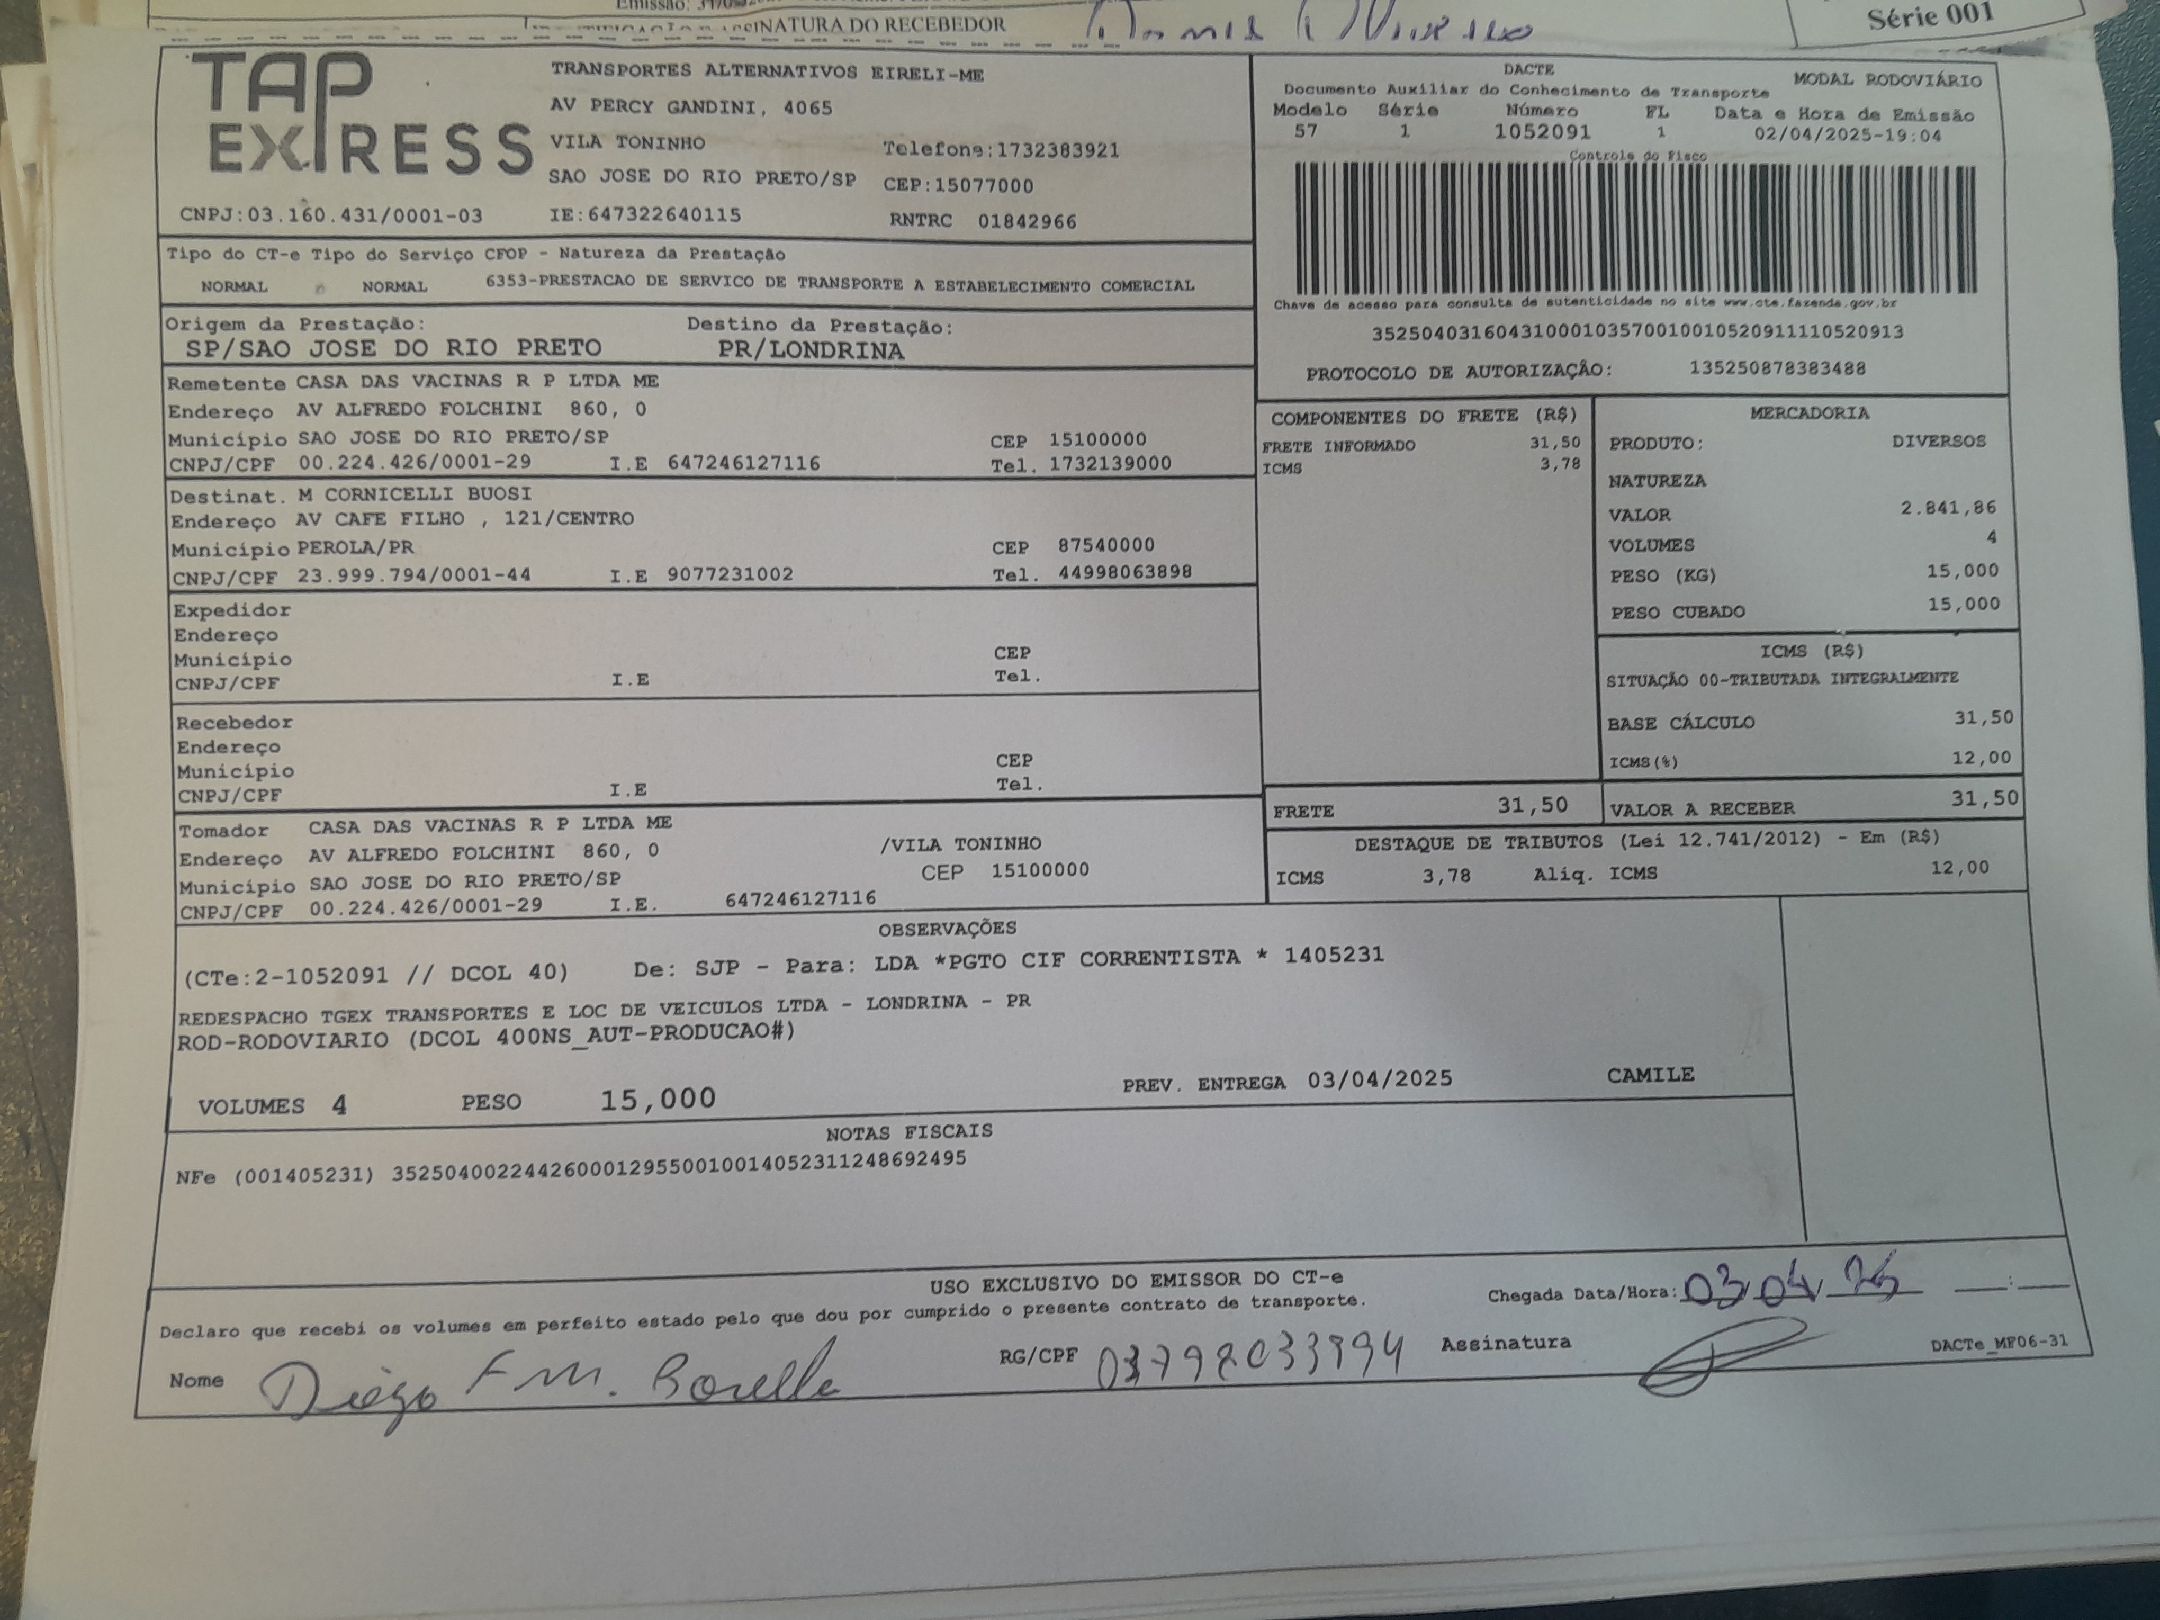 Emissão: 31/0
ASSINATURA DO RECEBEDOR
Série 001
TAP EXPRESS
TRANSPORTES ALTERNATIVOS EIRELI-ME
AV PERCY GANDINI, 4065
VILA TONINHO Telefone:1732383921
SAO JOSE DO RIO PRETO/SP CEP:15077000
CNPJ:03.160.431/0001-03 IE:647322640115 RNTRC 01842966
DACTE MODAL RODOVIÁRIO
Documento Auxiliar do Conhecimento de Transporte
Modelo Série Número FL Data e Hora de Emissão
57 1 1052091 1 02/04/2025-19:04
Controle do Fisco
Chave de acesso para consulta de autenticidade no site www.cte.fazenda.gov.br
35250403160431000103570010010520911110520913
PROTOCOLO DE AUTORIZAÇÃO: 135250878383488
Tipo do CT-e Tipo do Serviço CFOP - Natureza da Prestação
NORMAL NORMAL 6353-PRESTACAO DE SERVICO DE TRANSPORTE A ESTABELECIMENTO COMERCIAL
Origem da Prestação: Destino da Prestação:
SP/SAO JOSE DO RIO PRETO PR/LONDRINA
Remetente CASA DAS VACINAS R P LTDA ME
Endereço AV ALFREDO FOLCHINI 860, 0
Município SAO JOSE DO RIO PRETO/SP CEP 15100000
CNPJ/CPF 00.224.426/0001-29 I.E 647246127116 Tel. 1732139000
Destinat. M CORNICELLI BUOSI
Endereço AV CAFE FILHO , 121/CENTRO
Município PEROLA/PR CEP 87540000
CNPJ/CPF 23.999.794/0001-44 I.E 9077231002 Tel. 44998063898
Expedidor
Endereço
Município CEP
CNPJ/CPF I.E Tel.
Recebedor
Endereço
Município CEP
CNPJ/CPF I.E Tel.
Tomador CASA DAS VACINAS R P LTDA ME
Endereço AV ALFREDO FOLCHINI 860, 0 /VILA TONINHO
Município SAO JOSE DO RIO PRETO/SP CEP 15100000
CNPJ/CPF 00.224.426/0001-29 I.E. 647246127116
COMPONENTES DO FRETE (R$)
FRETE INFORMADO 31,50
ICMS 3,78
MERCADORIA
PRODUTO: DIVERSOS
NATUREZA
VALOR 2.841,86
VOLUMES 4
PESO (KG) 15,000
PESO CUBADO 15,000
ICMS (R$)
SITUAÇÃO 00-TRIBUTADA INTEGRALMENTE
BASE CÁLCULO 31,50
ICMS(%) 12,00
FRETE 31,50 VALOR A RECEBER 31,50
DESTAQUE DE TRIBUTOS (Lei 12.741/2012) - Em (R$)
ICMS 3,78 Aliq. ICMS 12,00
OBSERVAÇÕES
(CTe:2-1052091 // DCOL 40) De: SJP - Para: LDA *PGTO CIF CORRENTISTA * 1405231
REDESPACHO TGEX TRANSPORTES E LOC DE VEICULOS LTDA - LONDRINA - PR
ROD-RODOVIARIO (DCOL 400NS_AUT-PRODUCAO#)
VOLUMES 4 PESO 15,000 PREV. ENTREGA 03/04/2025 CAMILE
NOTAS FISCAIS
NFe (001405231) 35250400224426000129550010014052311248692495
USO EXCLUSIVO DO EMISSOR DO CT-e
Declaro que recebi os volumes em perfeito estado pelo que dou por cumprido o presente contrato de transporte.
Chegada Data/Hora: 03/04/25 __:__
Nome Diego F M. Borella RG/CPF Assinatura
DACTe_MF06-31